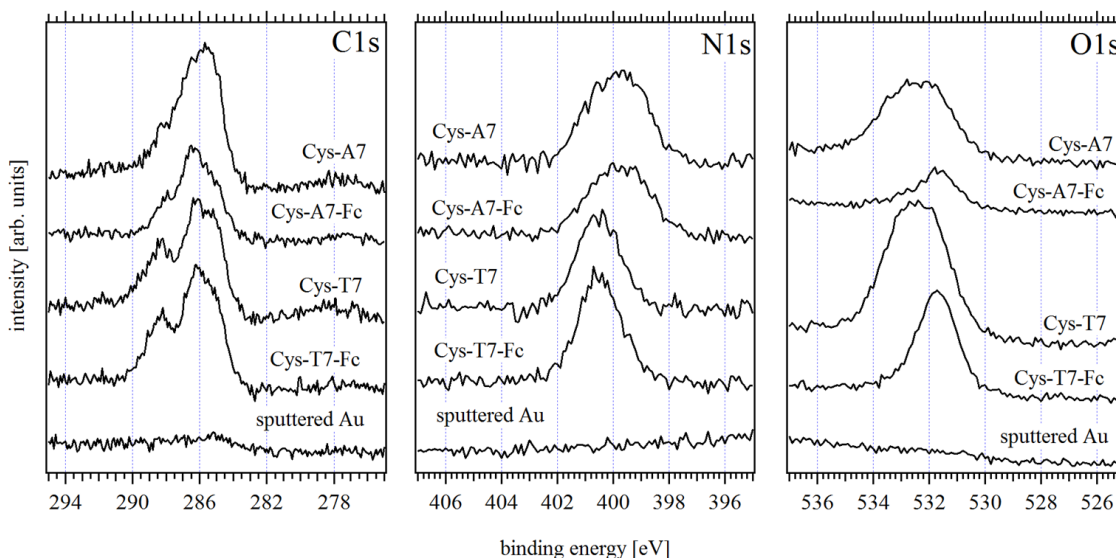 C1s
N1s
O1s
Cys-A7
Cys-A7-Fc
Cys-T7
Cys-T7-Fc
sputtered Au
Cys-A7
Cys-A7-Fc
Cys-T7
Cys-T7-Fc
sputtered Au
Cys-A7
Cys-A7-Fc
Cys-T7
Cys-T7-Fc
sputtered Au
intensity [arb. units]
294 290 286 282 278
406 404 402 400 398 396
536 534 532 530 528 526
binding energy [eV]